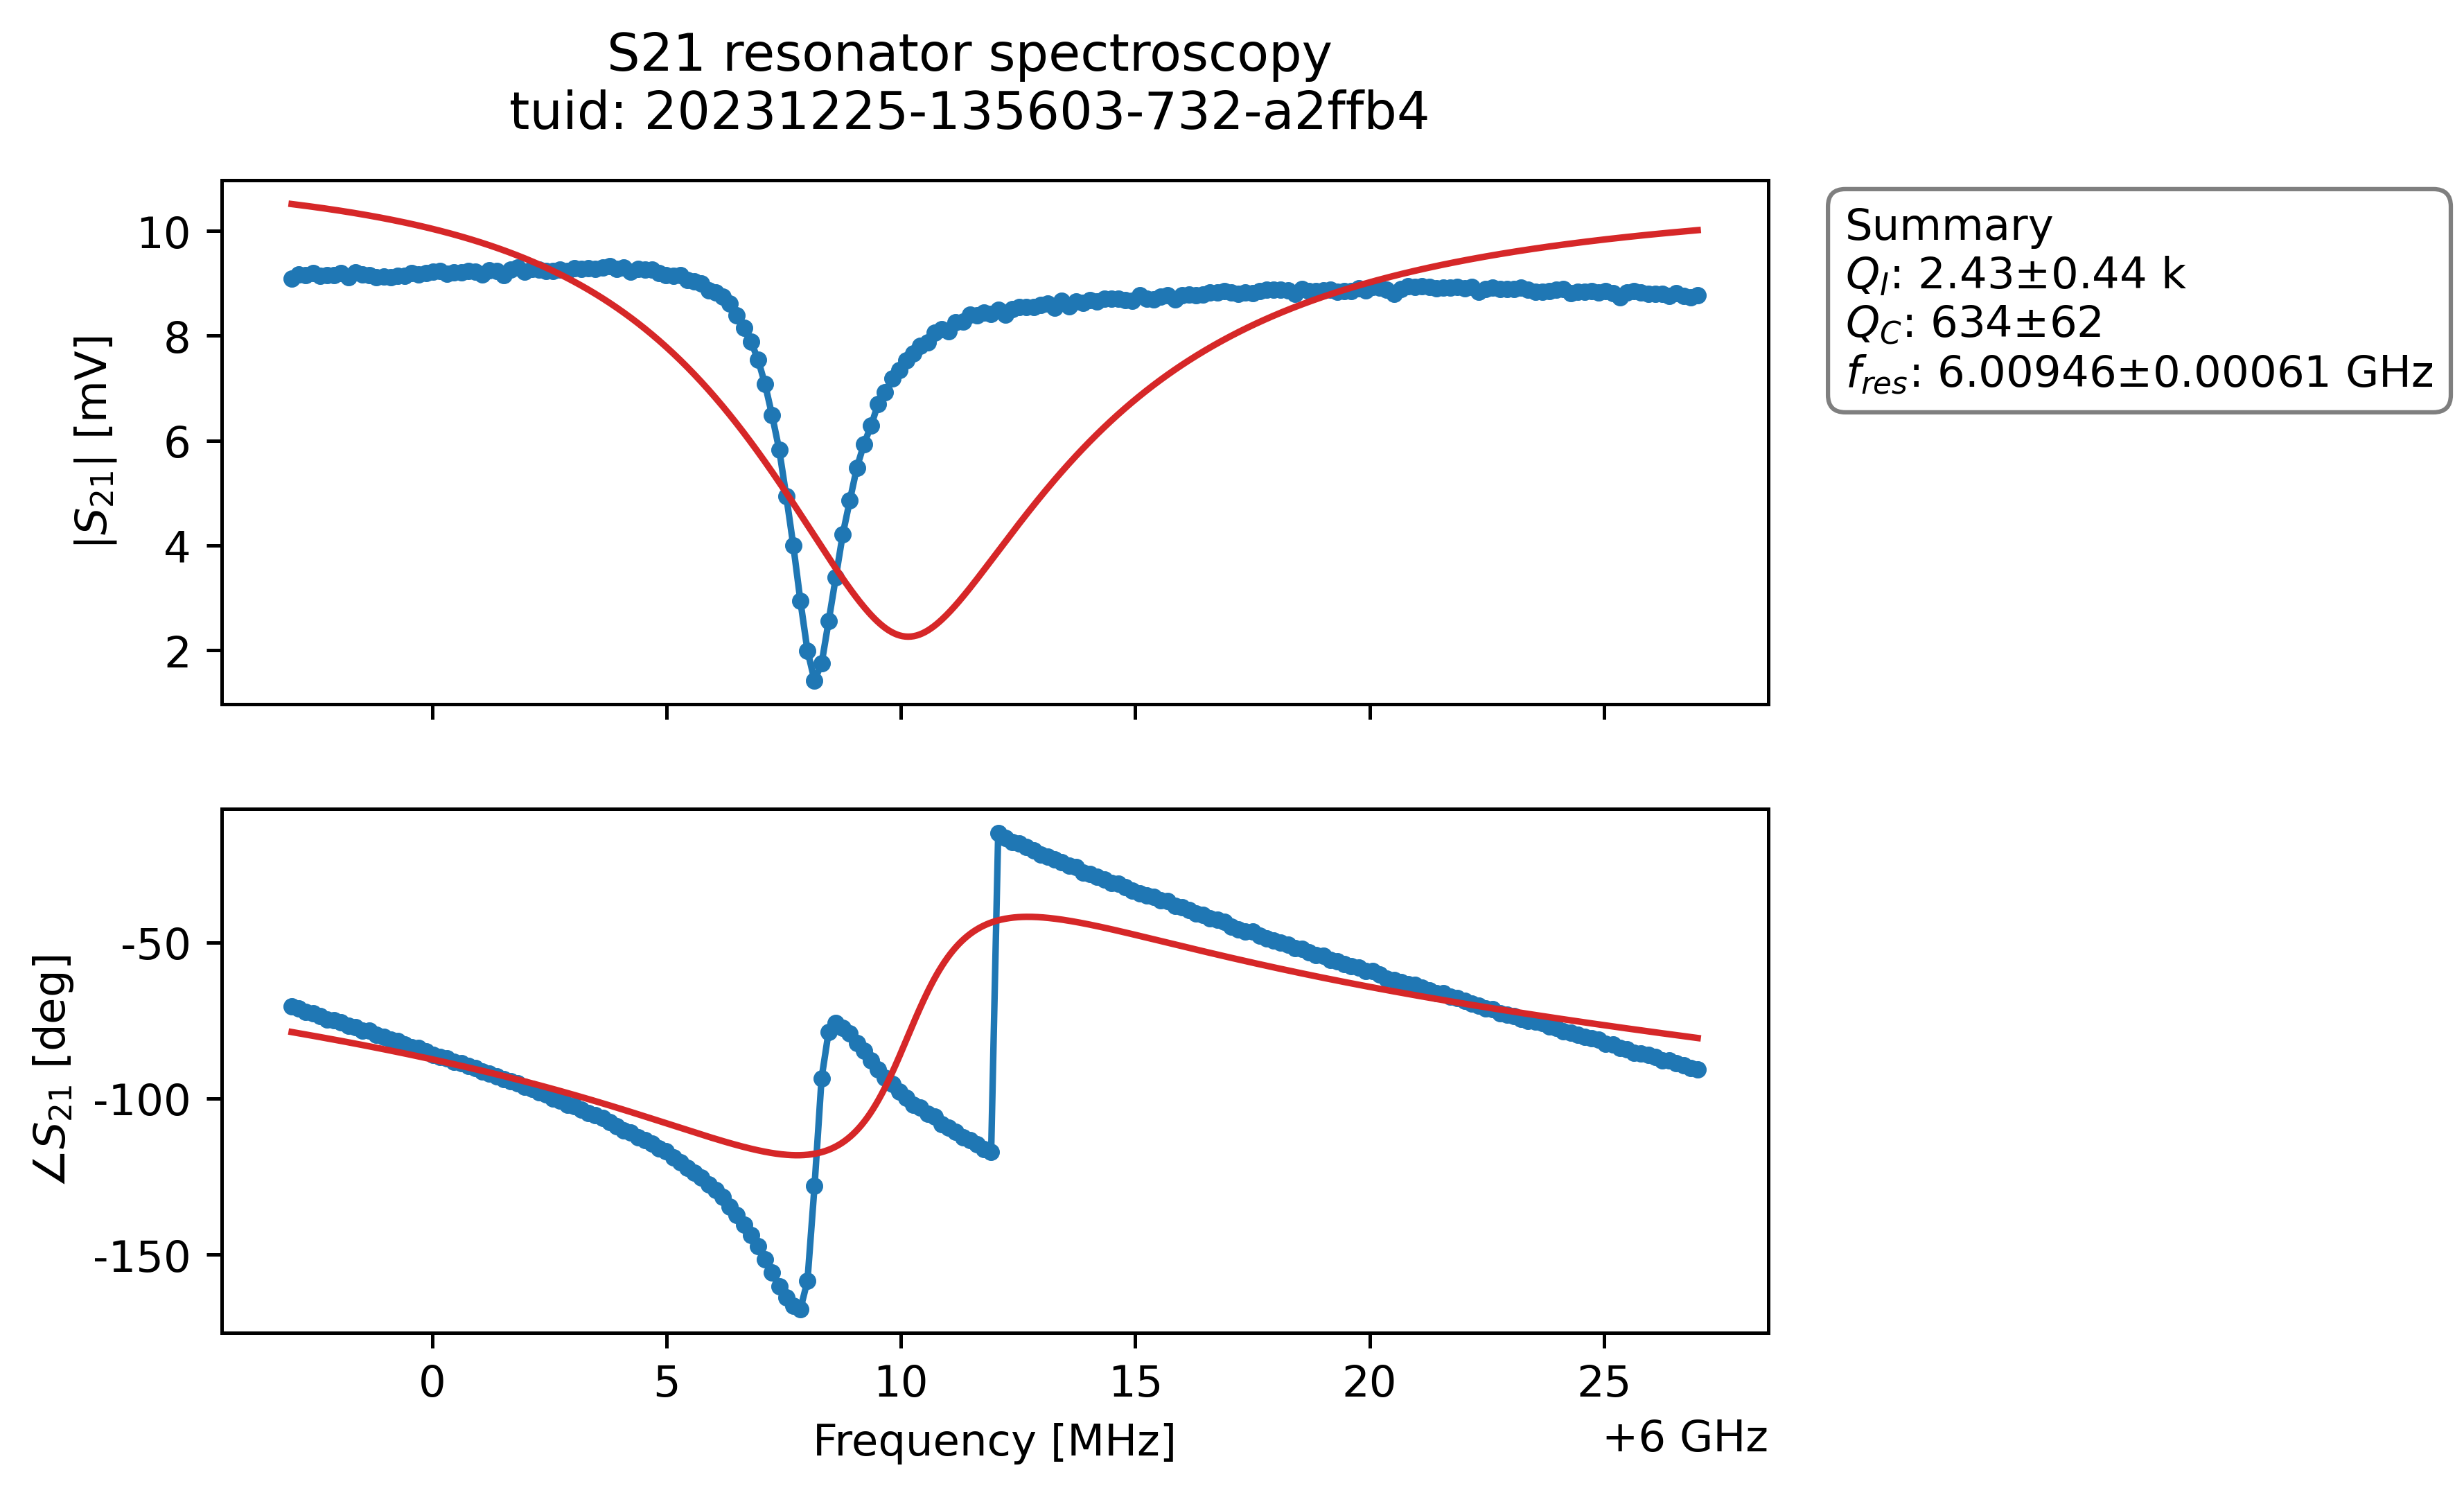 S21 resonator spectroscopy
tuid: 20231225-135603-732-a2ffb4
|S₂₁| [mV]
10
8
6
4
2
Summary
Qₗ: 2.43±0.44 k
Q_C: 634±62
f_res: 6.00946±0.00061 GHz
∠S₂₁ [deg]
-50
-100
-150
0 5 10 15 20 25
Frequency [MHz]
+6 GHz